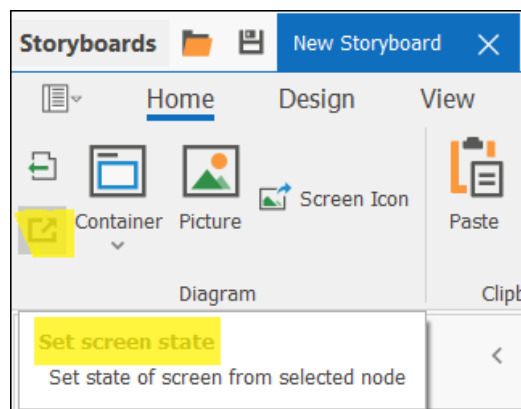 Storyboards New Storyboard
Home Design View
Screen Icon
Container Picture Paste
Diagram Clipb
Set screen state
Set state of screen from selected node